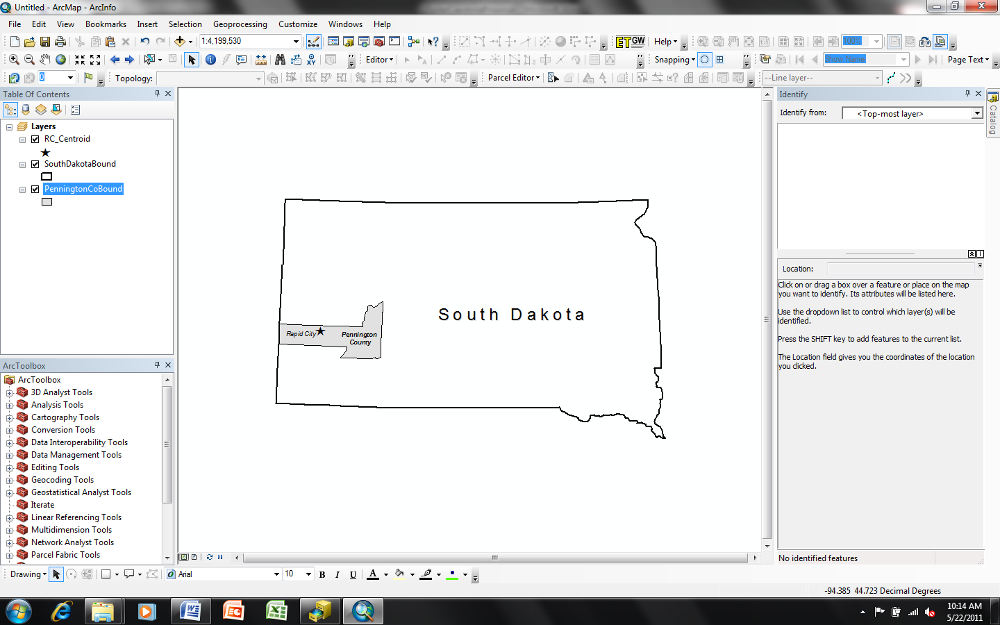 Untitled - ArcMap - ArcInfo
File Edit View Bookmarks Insert Selection Geoprocessing Customize Windows Help
1:4,199,530
ET GW Help
100%
Editor
Snapping
Show Name
Page Text
0
Topology:
Parcel Editor
--Line layer--
Table Of Contents
Layers
RC_Centroid
SouthDakotaBound
PenningtonCoBound
ArcToolbox
ArcToolbox
3D Analyst Tools
Analysis Tools
Cartography Tools
Conversion Tools
Data Interoperability Tools
Data Management Tools
Editing Tools
Geocoding Tools
Geostatistical Analyst Tools
Iterate
Linear Referencing Tools
Multidimension Tools
Network Analyst Tools
Parcel Fabric Tools
South Dakota
Rapid City
Pennington
County
Identify
Identify from: <Top-most layer>
Location:
Click on or drag a box over a feature or place on the map
you want to identify. Its attributes will be listed here.
Use the dropdown list to control which layer(s) will be
identified.
Press the SHIFT key to add features to the current list.
The Location field gives you the coordinates of the location
you clicked.
No identified features
Catalog
Drawing Arial 10 B I U A
-94.385 44.723 Decimal Degrees
10:14 AM
5/22/2011